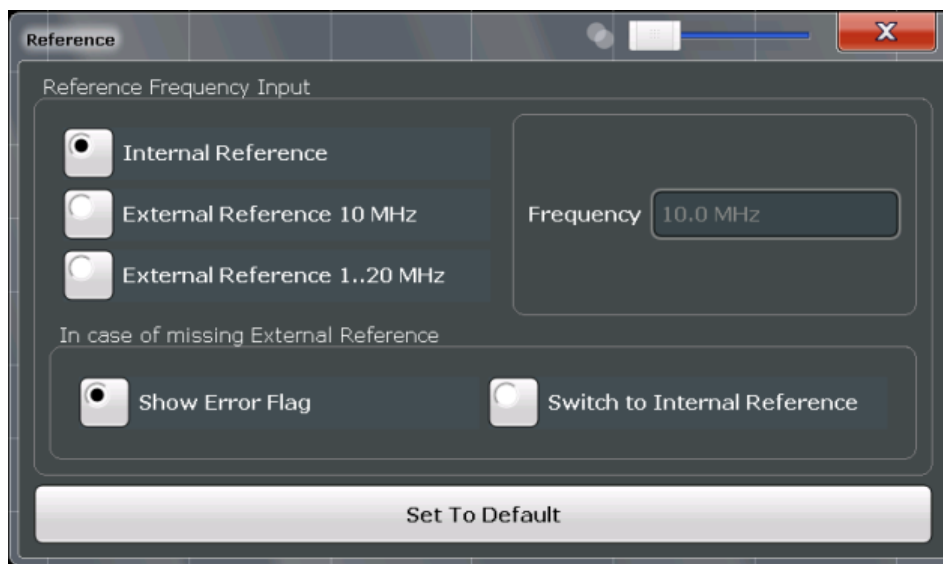 Reference
Reference Frequency Input
Internal Reference
External Reference 10 MHz
Frequency 10.0 MHz
External Reference 1..20 MHz
In case of missing External Reference
Show Error Flag
Switch to Internal Reference
Set To Default